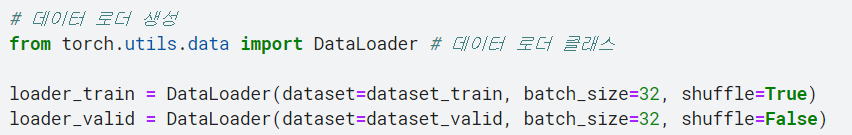 # 데이터 로더 생성
from torch.utils.data import DataLoader # 데이터 로더 클래스
loader_train = DataLoader(dataset=dataset_train, batch_size=32, shuffle=True)
loader_valid = DataLoader(dataset=dataset_valid, batch_size=32, shuffle=False)